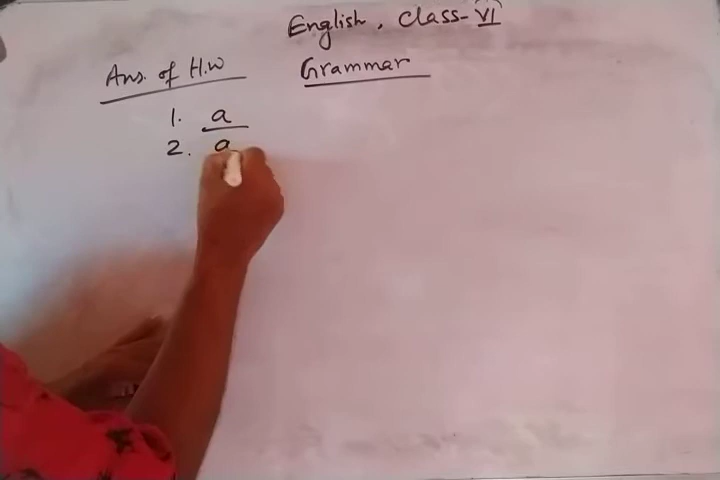 English, Class-VI
Ans. of H.W
Grammar
1. a
2. a